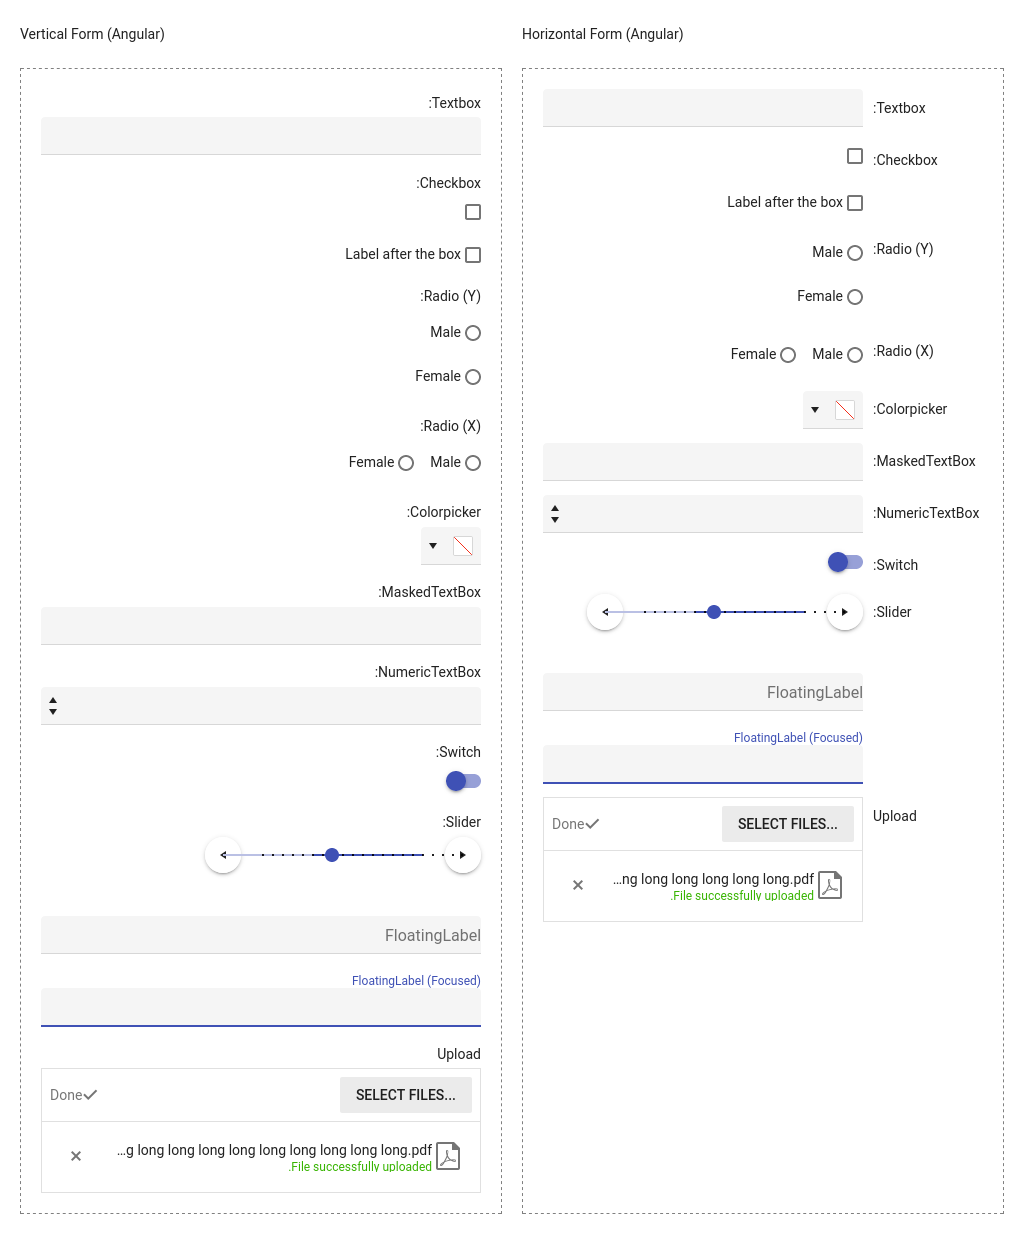 Vertical Form (Angular)
:Textbox
:Checkbox
Label after the box
:Radio (Y)
Male
Female
:Radio (X)
Female Male
:Colorpicker
:MaskedTextBox
:NumericTextBox
:Switch
:Slider
FloatingLabel
FloatingLabel (Focused)
Upload
Done SELECT FILES...
...g long long long long long long long long long.pdf
.File successfully uploaded
Horizontal Form (Angular)
:Textbox
:Checkbox
Label after the box
Male :Radio (Y)
Female
Female Male :Radio (X)
:Colorpicker
:MaskedTextBox
:NumericTextBox
:Switch
:Slider
FloatingLabel
FloatingLabel (Focused)
Done SELECT FILES... Upload
...ng long long long long long.pdf
.File successfully uploaded